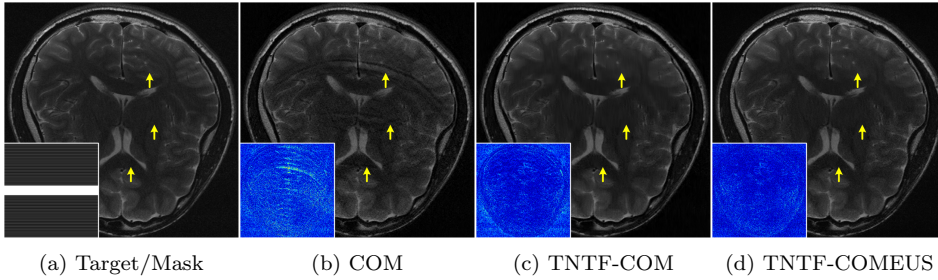 (a) Target/Mask
(b) COM
(c) TNTF-COM
(d) TNTF-COMEUS